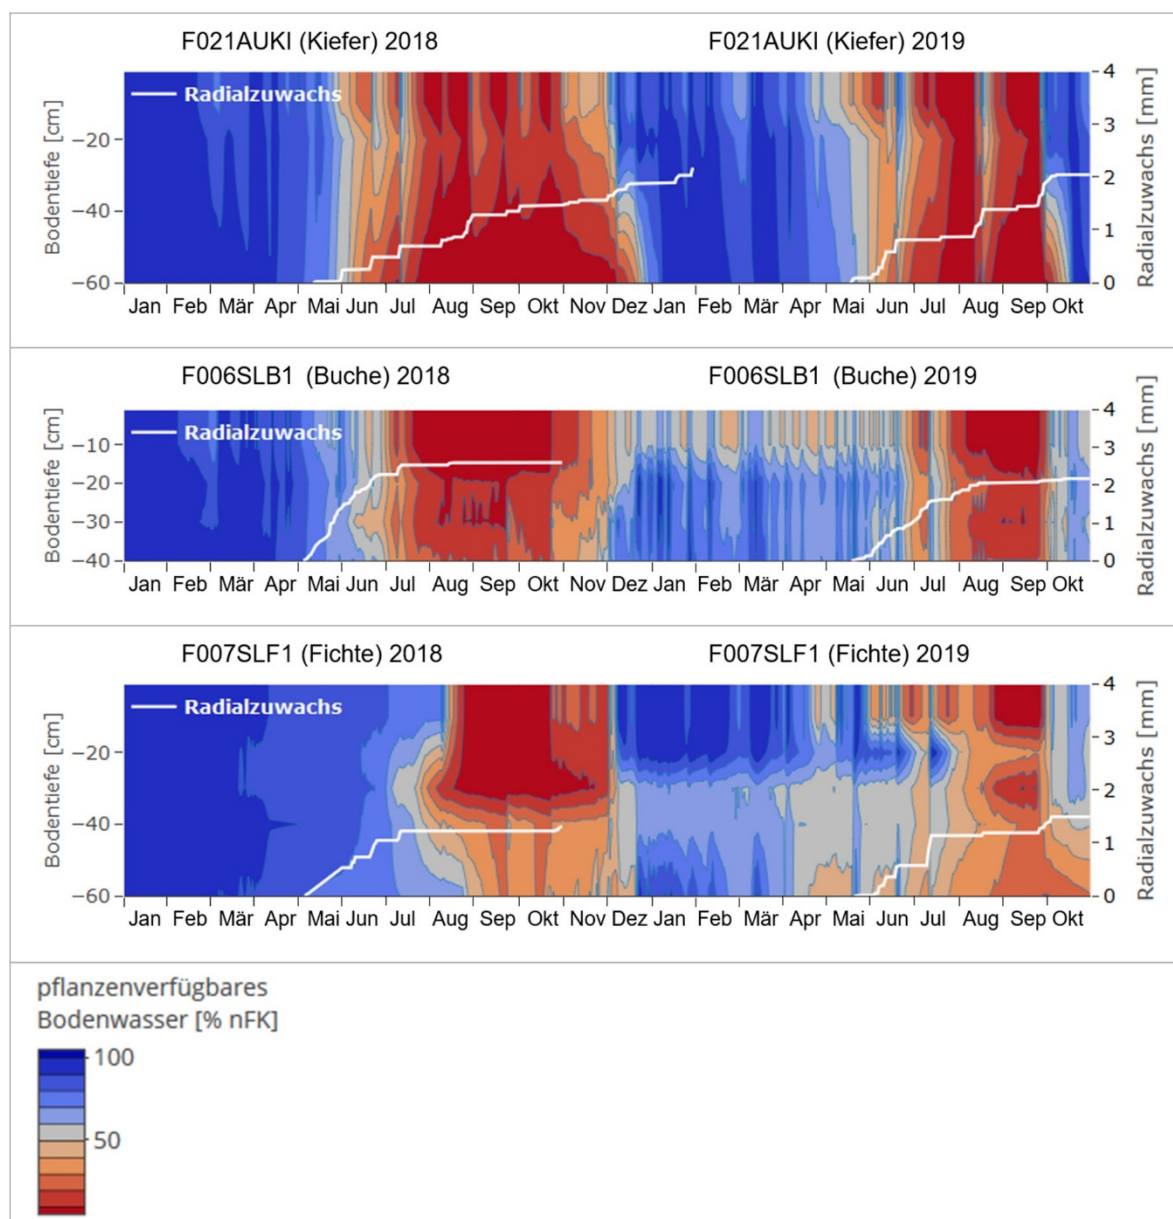 F021AUKI (Kiefer) 2018 F021AUKI (Kiefer) 2019
Radialzuwachs
Bodentiefe [cm]
−20
−40
−60
4
3
2
1
0
Radialzuwachs [mm]
Jan Feb Mär Apr Mai Jun Jul Aug Sep Okt Nov Dez Jan Feb Mär Apr Mai Jun Jul Aug Sep Okt
F006SLB1 (Buche) 2018 F006SLB1 (Buche) 2019
Radialzuwachs
Bodentiefe [cm]
−10
−20
−30
−40
4
3
2
1
0
Radialzuwachs [mm]
Jan Feb Mär Apr Mai Jun Jul Aug Sep Okt Nov Dez Jan Feb Mär Apr Mai Jun Jul Aug Sep Okt
F007SLF1 (Fichte) 2018 F007SLF1 (Fichte) 2019
Radialzuwachs
Bodentiefe [cm]
−20
−40
−60
4
3
2
1
0
Radialzuwachs [mm]
Jan Feb Mär Apr Mai Jun Jul Aug Sep Okt Nov Dez Jan Feb Mär Apr Mai Jun Jul Aug Sep Okt
pflanzenverfügbares
Bodenwasser [% nFK]
100
50